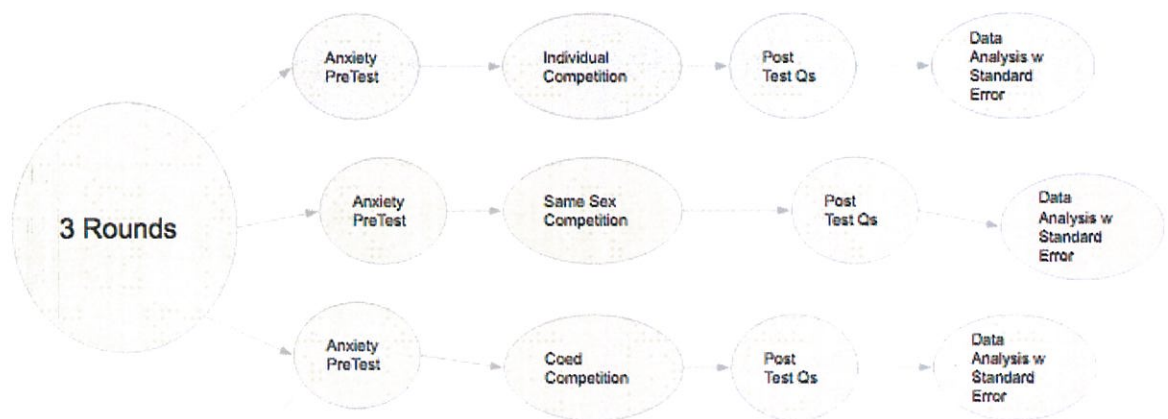 3 Rounds
Anxiety
PreTest
Individual
Competition
Post
Test Qs
Data
Analysis w
Standard
Error
Anxiety
PreTest
Same Sex
Competition
Post
Test Qs
Data
Analysis w
Standard
Error
Anxiety
PreTest
Coed
Competition
Post
Test Qs
Data
Analysis w
Standard
Error